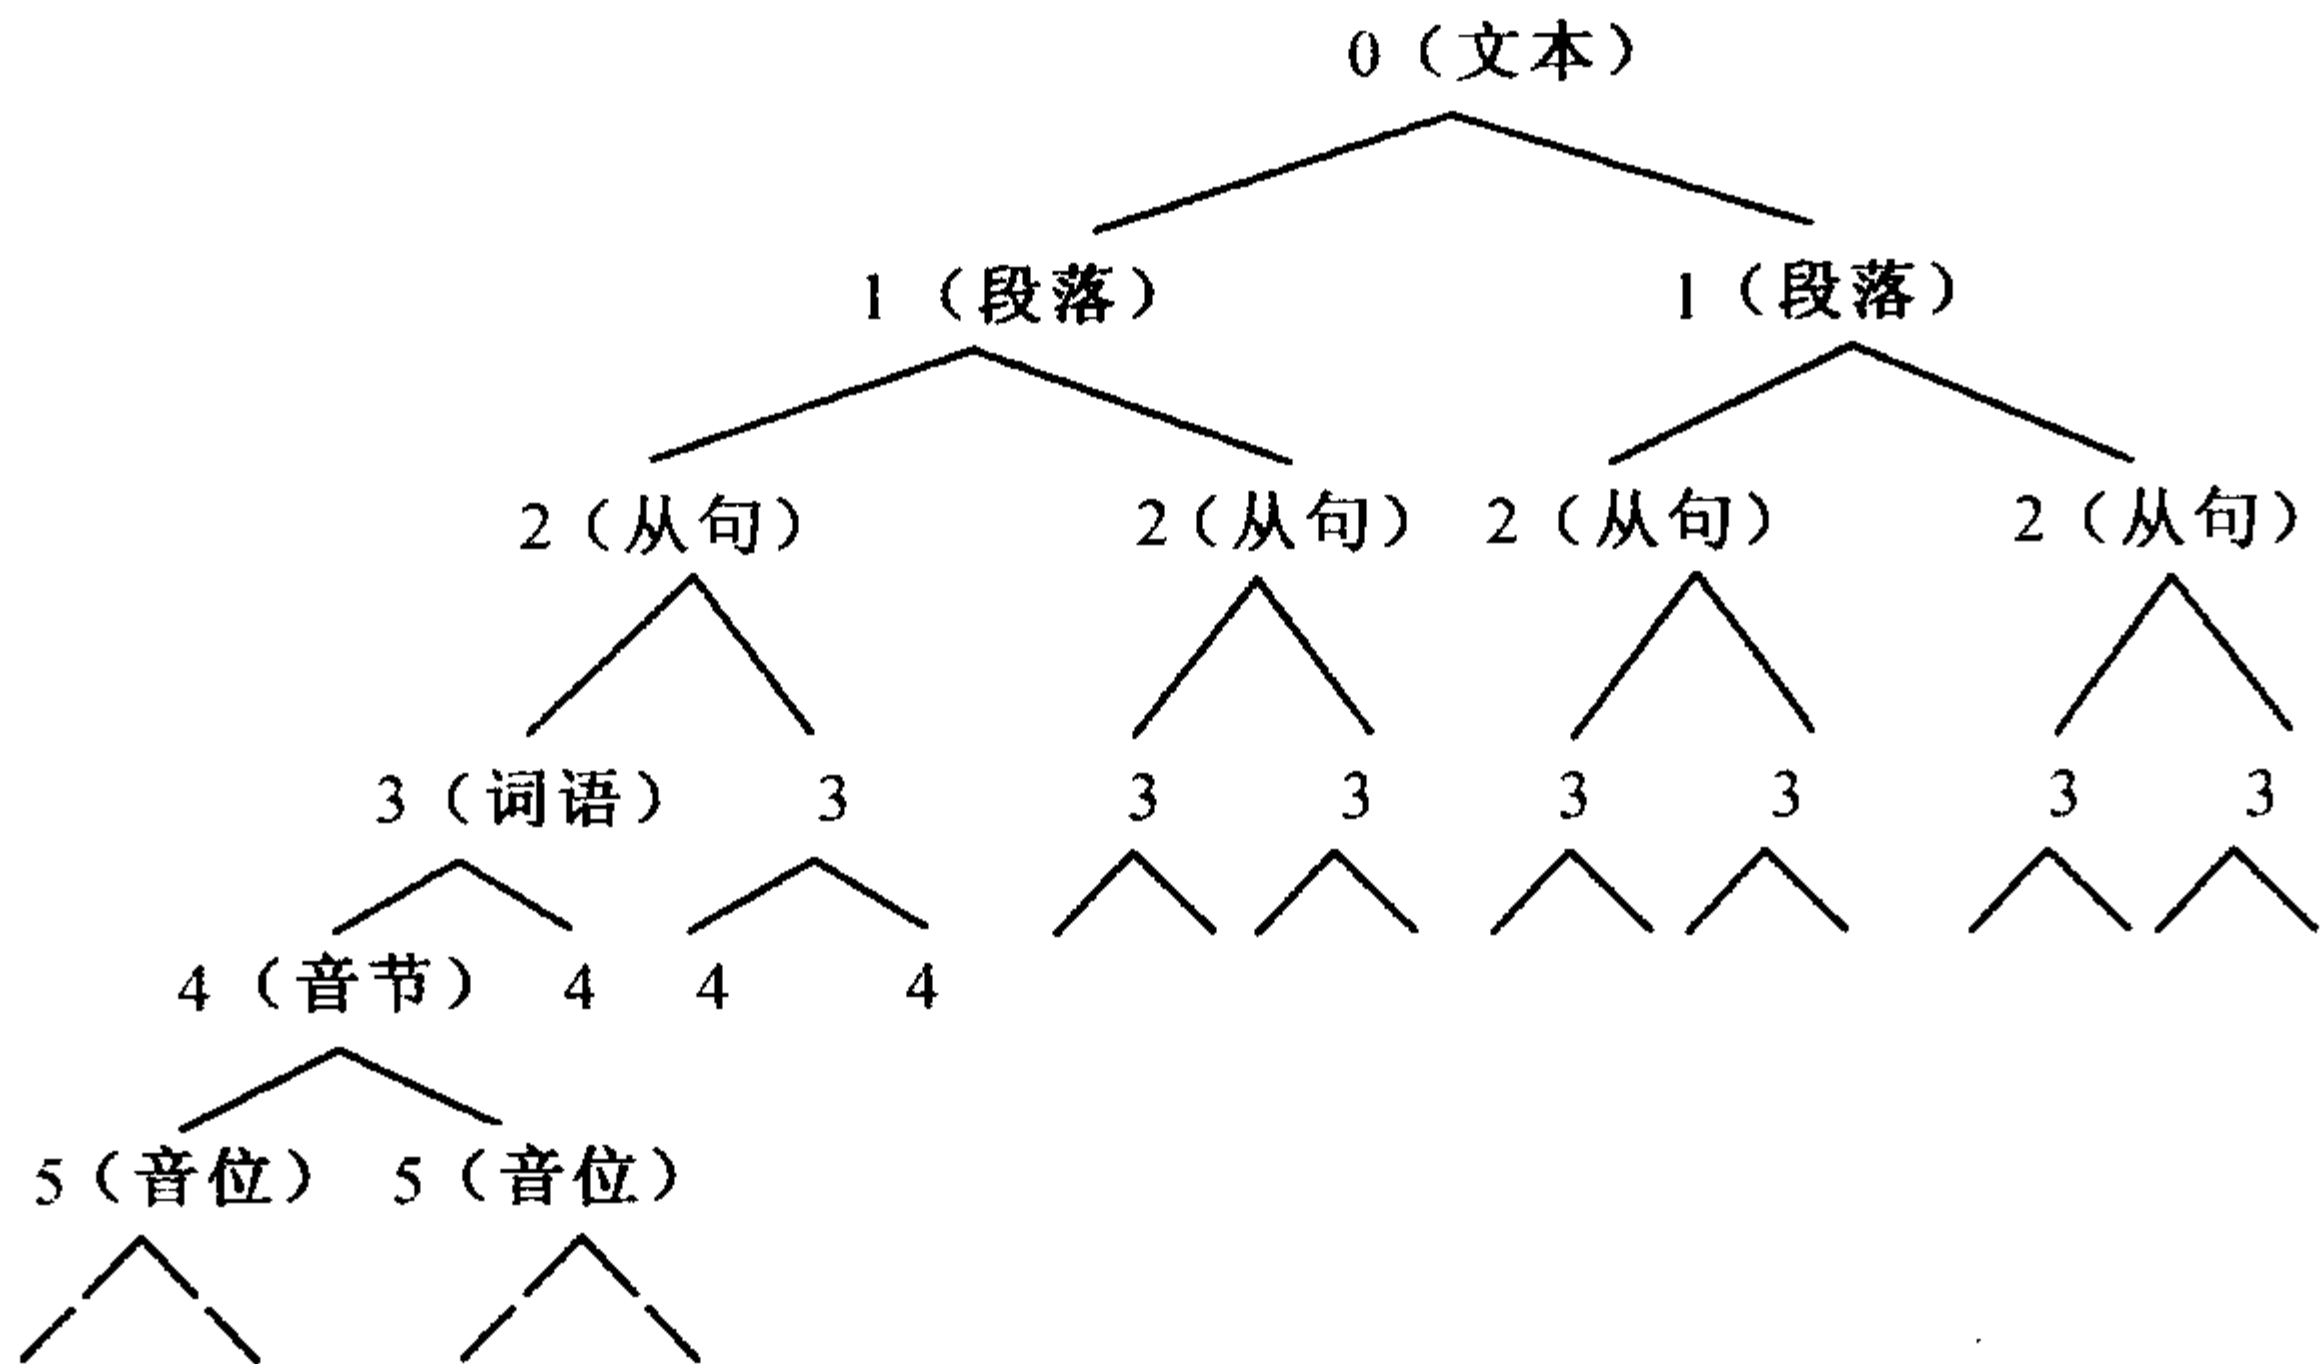 0（文本）
1（段落） 1（段落）
2（从句） 2（从句） 2（从句） 2（从句）
3（词语） 3 3 3 3 3 3 3
4（音节） 4 4 4
5（音位） 5（音位）